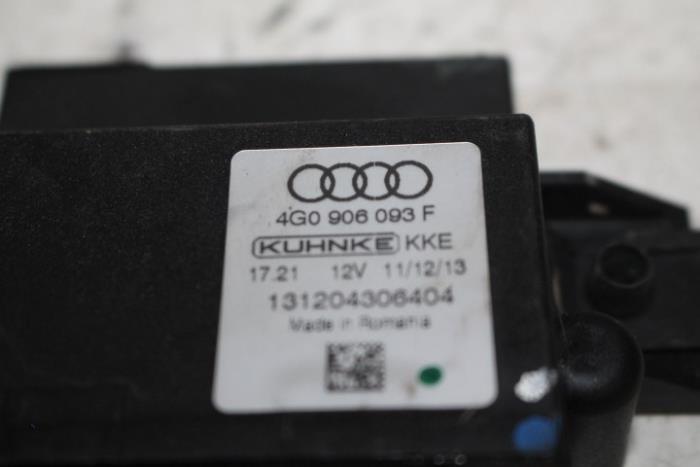 4G0 906 093 F
KUHNKE KKE
17.21 12V 11/12/13
131204306404
Made in Romania